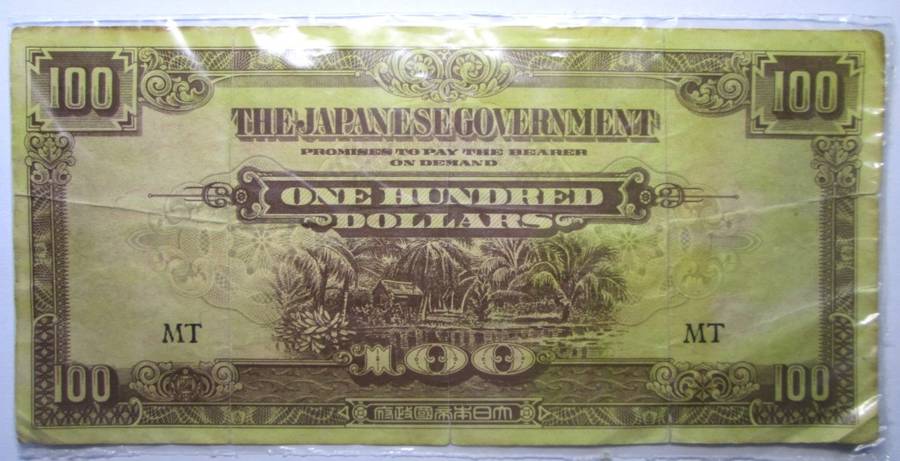 100 100
THE JAPANESE GOVERNMENT
PROMISES TO PAY THE BEARER
ON DEMAND
ONE HUNDRED
DOLLARS
MT MT
100
100 100
府政國帝本日大